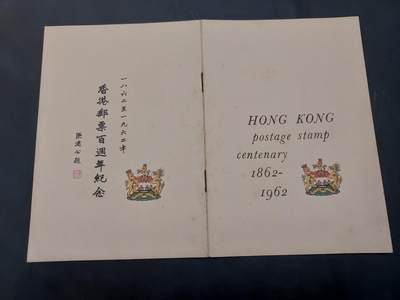 一八六二至一九六二年
香港郵票百週年紀念
HONG KONG
postage stamp
centenary
1862-
1962